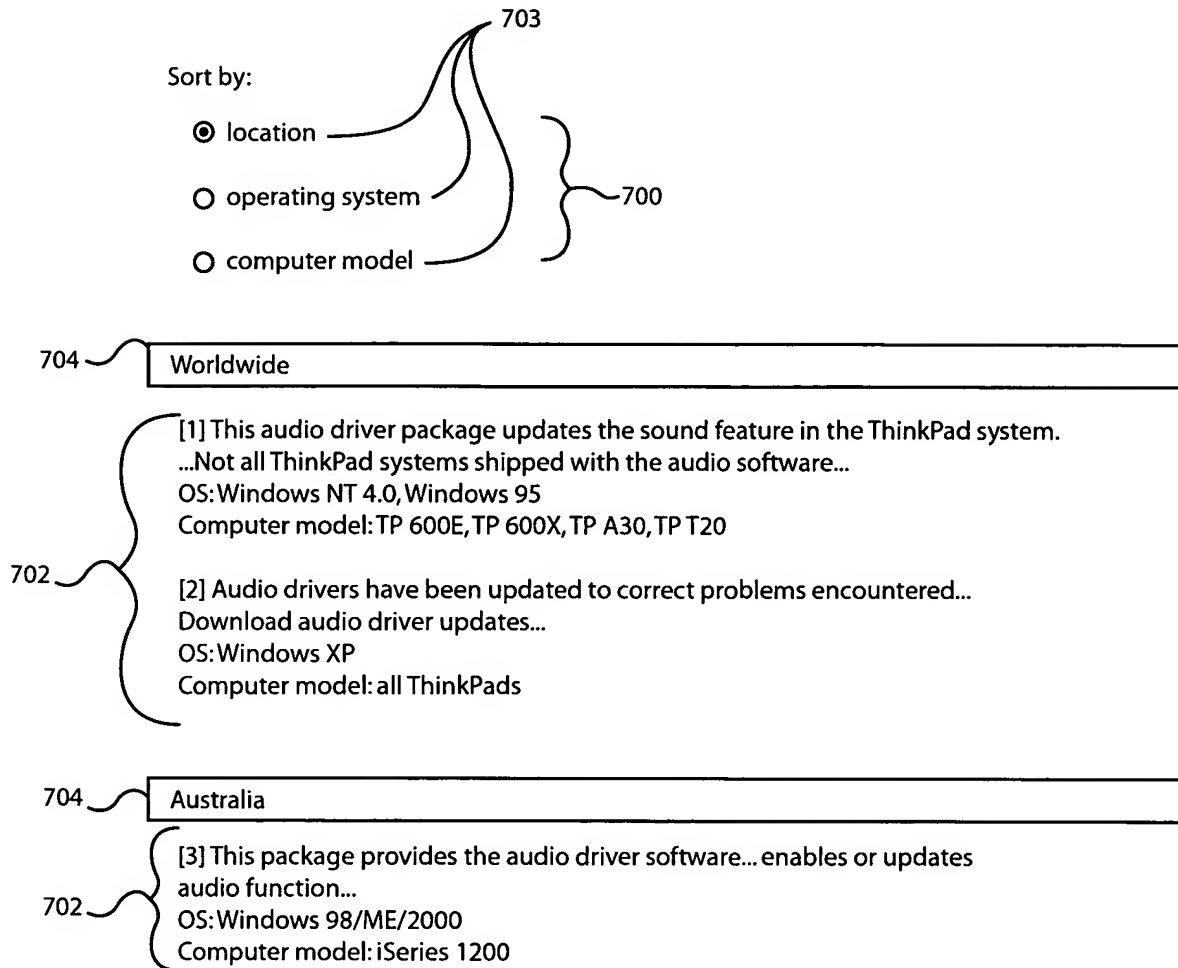 703
Sort by:
location
operating system
700
computer model
704
Worldwide
[1] This audio driver package updates the sound feature in the ThinkPad system.
...Not all ThinkPad systems shipped with the audio software...
OS: Windows NT 4.0, Windows 95
Computer model: TP 600E, TP 600X, TP A30, TP T20
702
[2] Audio drivers have been updated to correct problems encountered...
Download audio driver updates...
OS: Windows XP
Computer model: all ThinkPads
704
Australia
[3] This package provides the audio driver software... enables or updates
audio function...
702
OS: Windows 98/ME/2000
Computer model: iSeries 1200